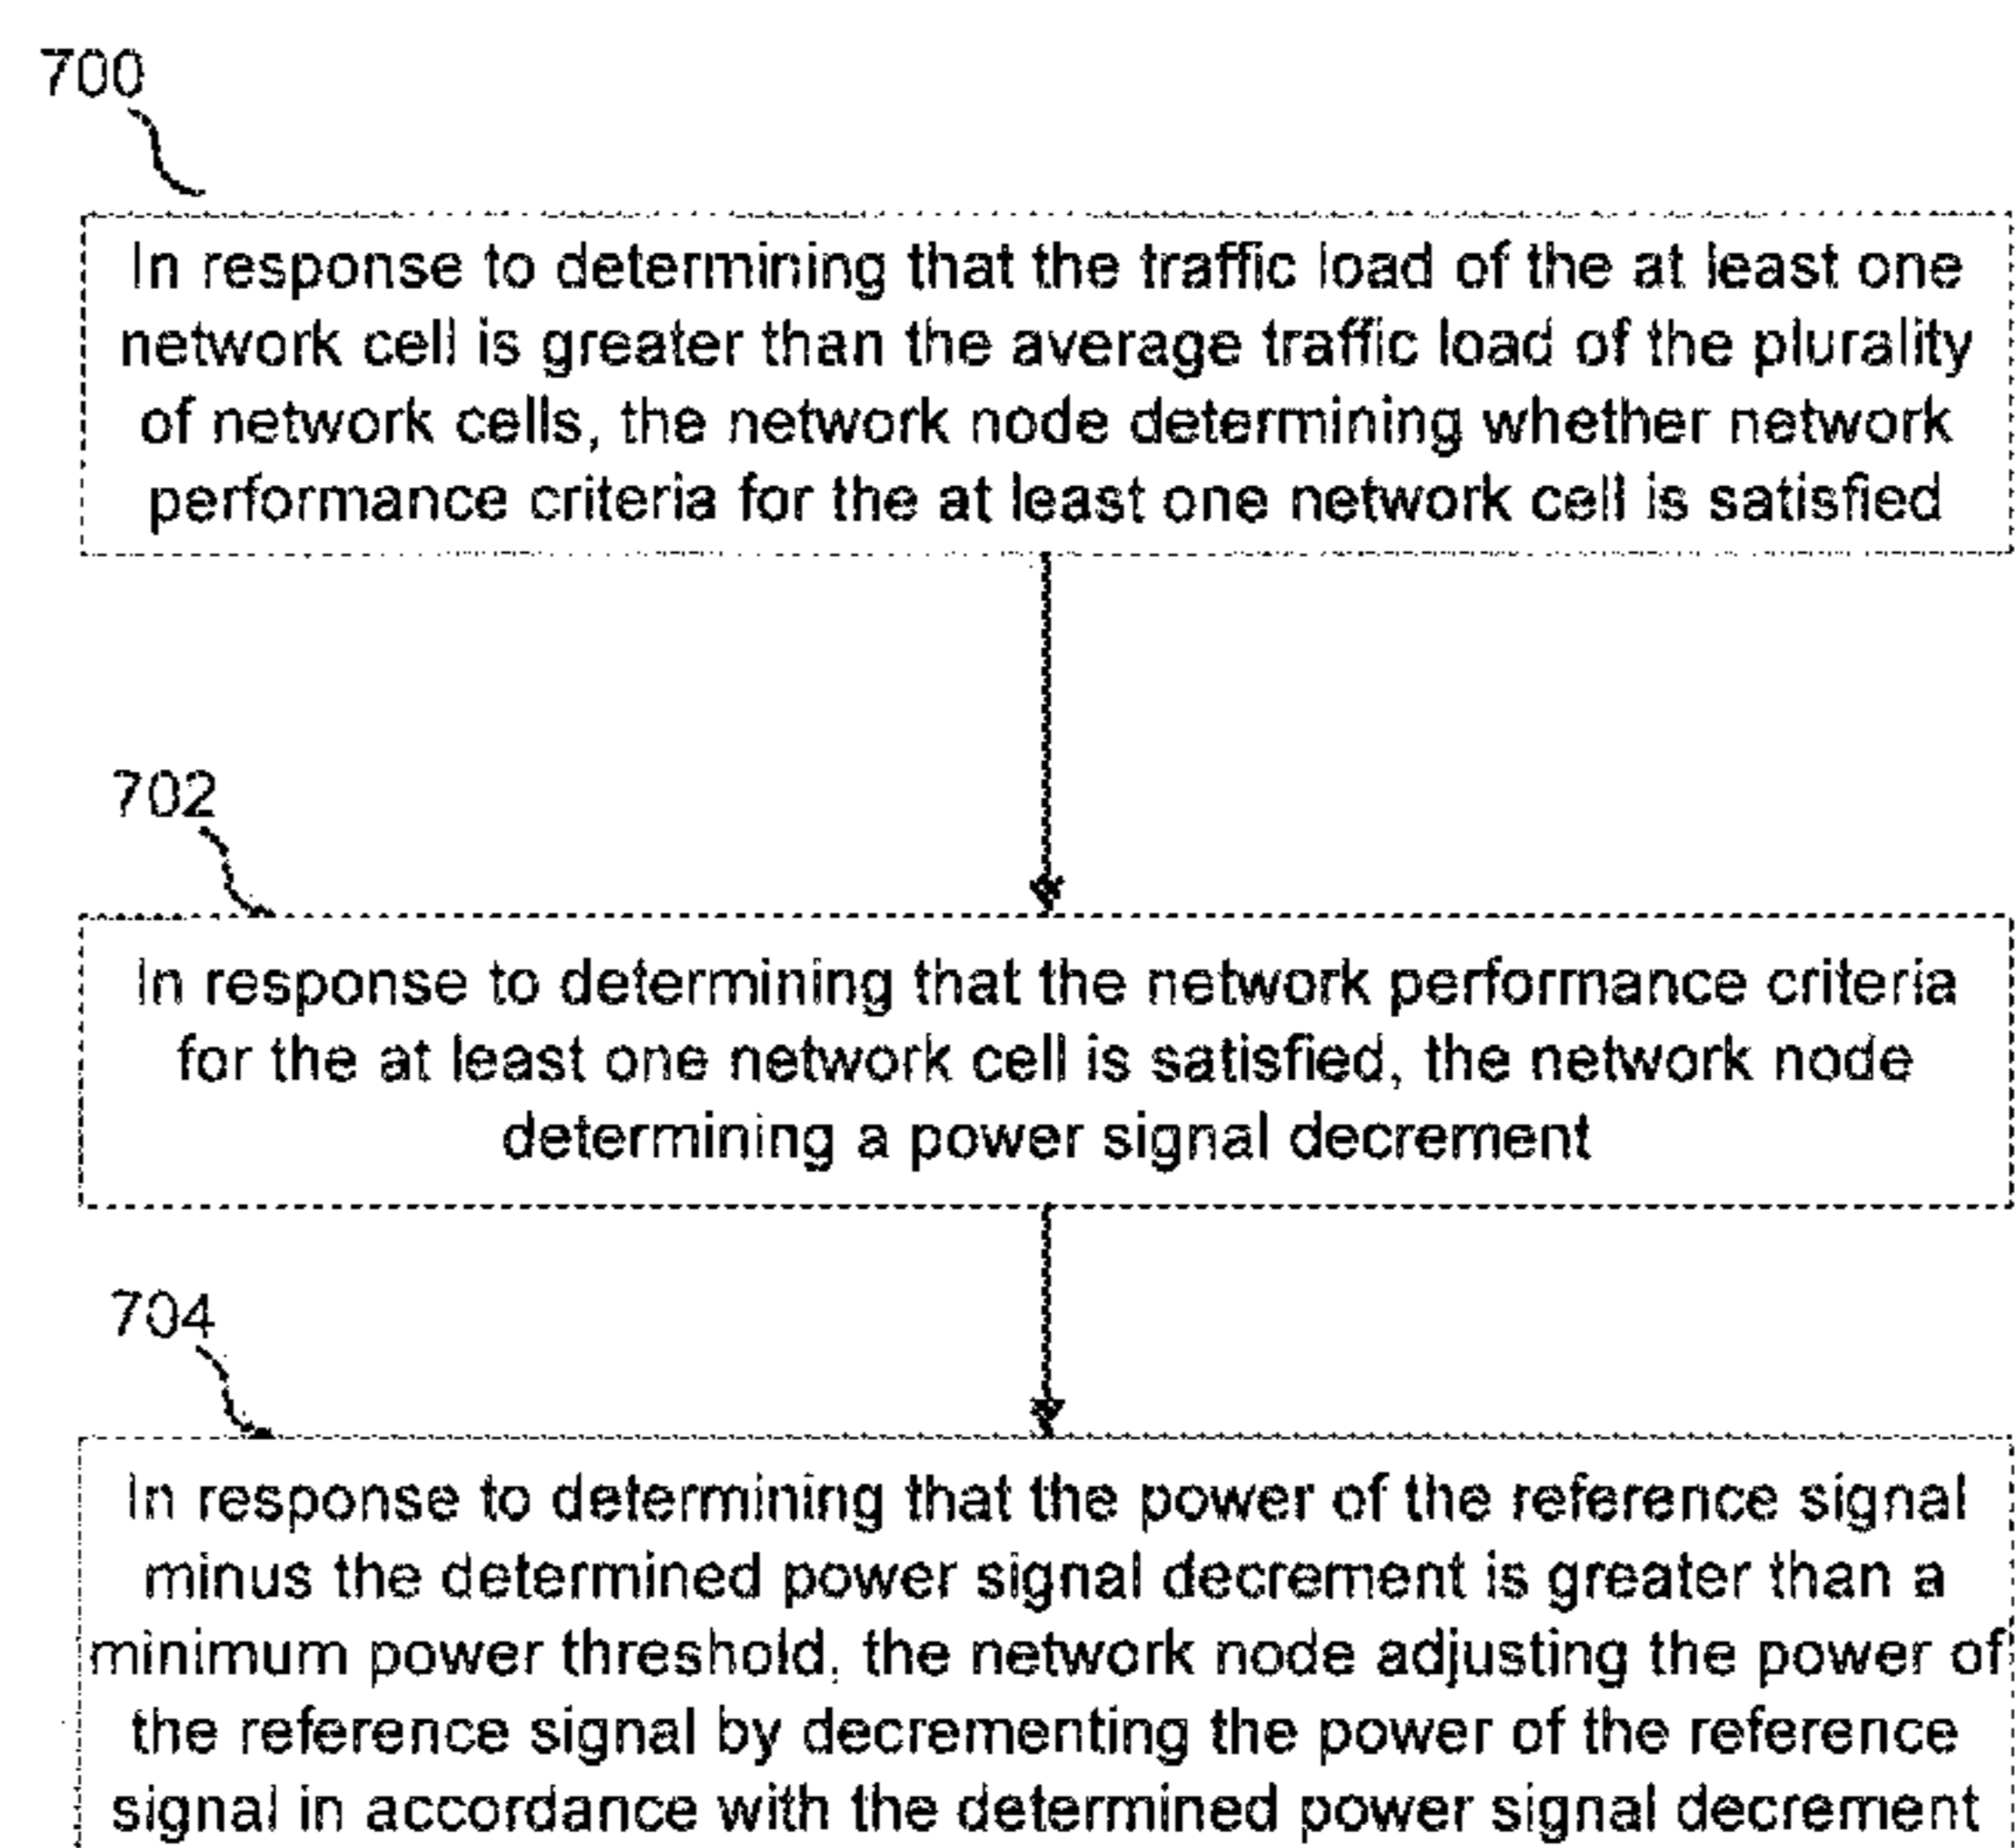 700
In response to determining that the traffic load of the at least one
network cell is greater than the average traffic load of the plurality
of network cells, the network node determining whether network
performance criteria for the at least one network cell is satisfied
702
In response to determining that the network performance criteria
for the at least one network cell is satisfied, the network node
determining a power signal decrement
704
In response to determining that the power of the reference signal
minus the determined power signal decrement is greater than a
minimum power threshold, the network node adjusting the power of
the reference signal by decrementing the power of the reference
signal in accordance with the determined power signal decrement